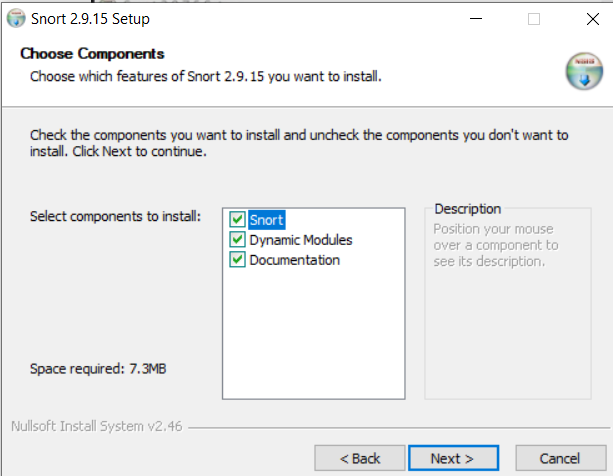 Snort 2.9.15 Setup
Choose Components
Choose which features of Snort 2.9.15 you want to install.
Check the components you want to install and uncheck the components you don't want to
install. Click Next to continue.
Select components to install:
Snort
Dynamic Modules
Documentation
Description
Position your mouse
over a component to
see its description.
Space required: 7.3MB
Nullsoft Install System v2.46
< Back
Next >
Cancel